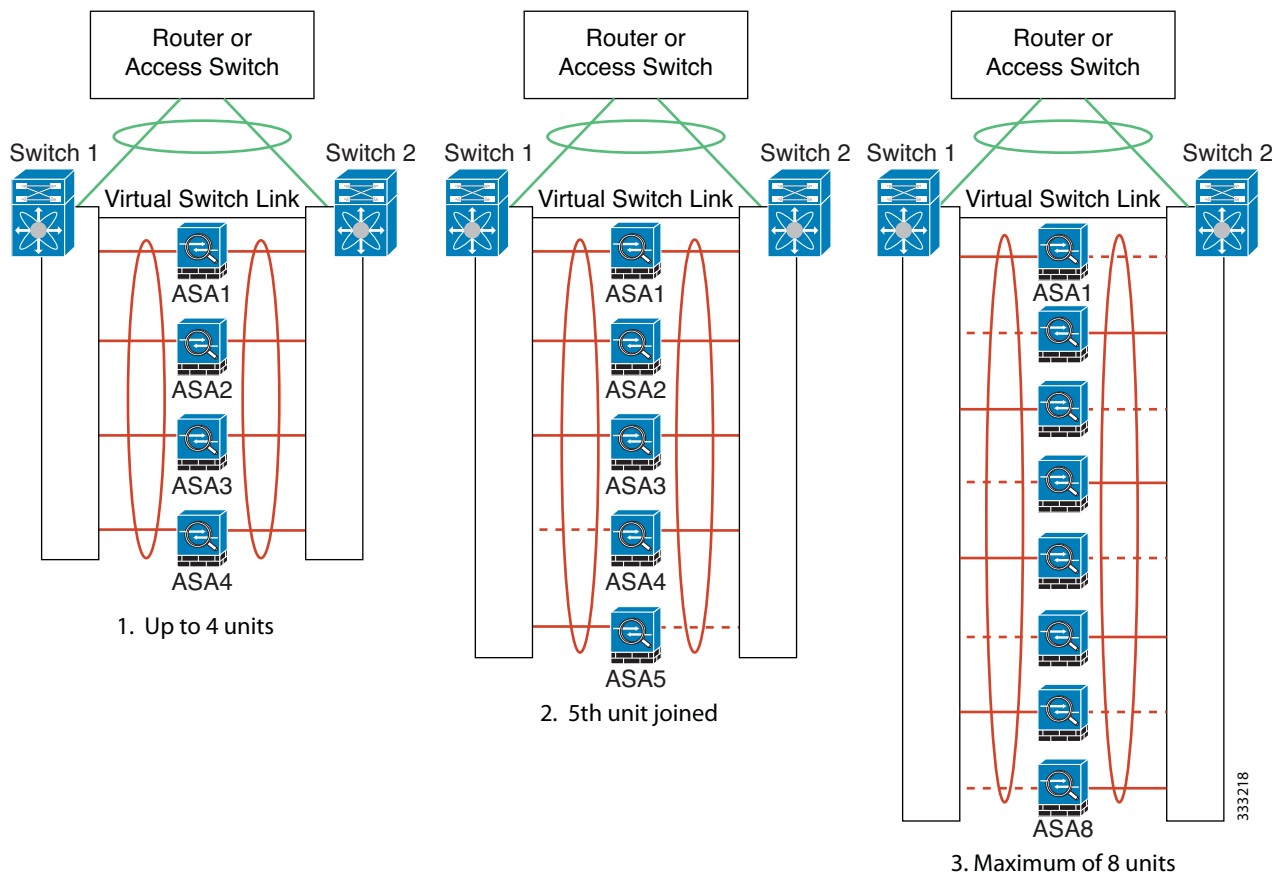 Router or
Access Switch
Switch 1
Switch 2
Virtual Switch Link
ASA1
ASA2
ASA3
ASA4
1. Up to 4 units
Router or
Access Switch
Switch 1
Switch 2
Virtual Switch Link
ASA1
ASA2
ASA3
ASA4
ASA5
2. 5th unit joined
Router or
Access Switch
Switch 1
Switch 2
Virtual Switch Link
ASA1
ASA8
3. Maximum of 8 units
333218